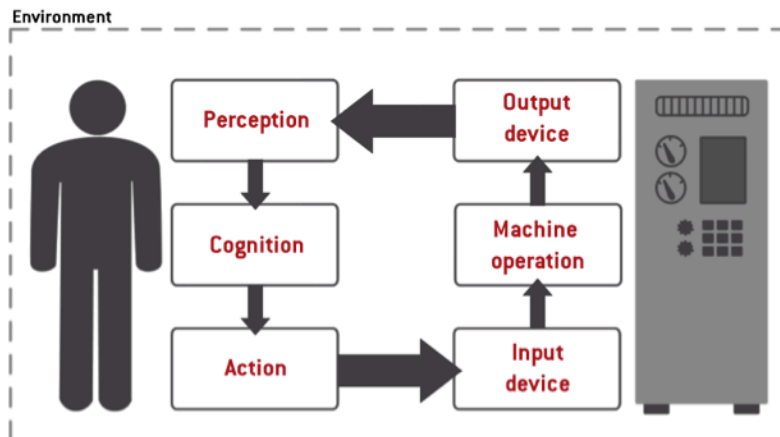 Environment
Perception
Output
device
Cognition
Machine
operation
Action
Input
device